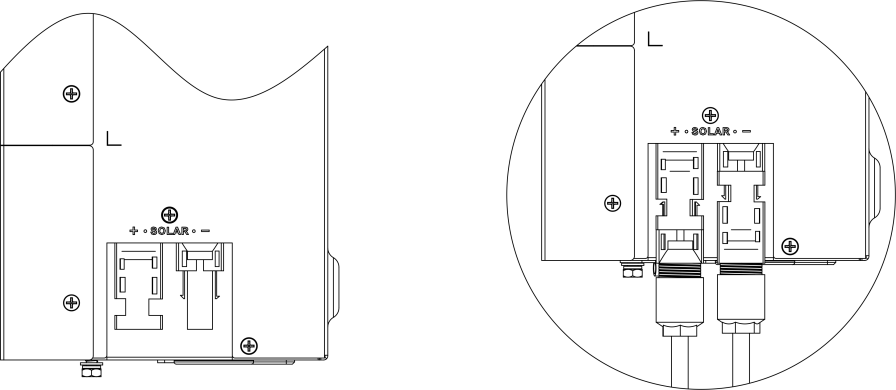 + · SOLAR · −
+ · SOLAR · −